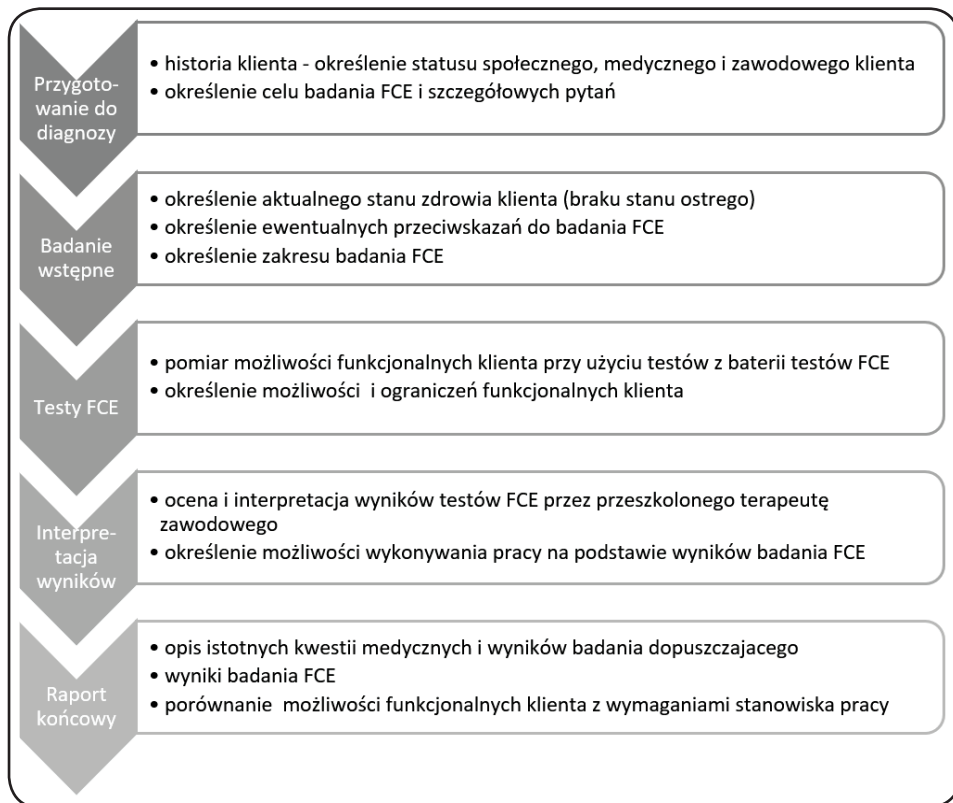 Przygoto-
wanie do
diagnozy
• historia klienta - określenie statusu społecznego, medycznego i zawodowego klienta
• określenie celu badania FCE i szczegółowych pytań
Badanie
wstępne
• określenie aktualnego stanu zdrowia klienta (braku stanu ostrego)
• określenie ewentualnych przeciwskazań do badania FCE
• określenie zakresu badania FCE
Testy FCE
• pomiar możliwości funkcjonalnych klienta przy użyciu testów z baterii testów FCE
• określenie możliwości i ograniczeń funkcjonalnych klienta
Interpre-
tacja
wyników
• ocena i interpretacja wyników testów FCE przez przeszkolonego terapeutę
zawodowego
• określenie możliwości wykonywania pracy na podstawie wyników badania FCE
Raport
końcowy
• opis istotnych kwestii medycznych i wyników badania dopuszczajacego
• wyniki badania FCE
• porównanie możliwości funkcjonalnych klienta z wymaganiami stanowiska pracy